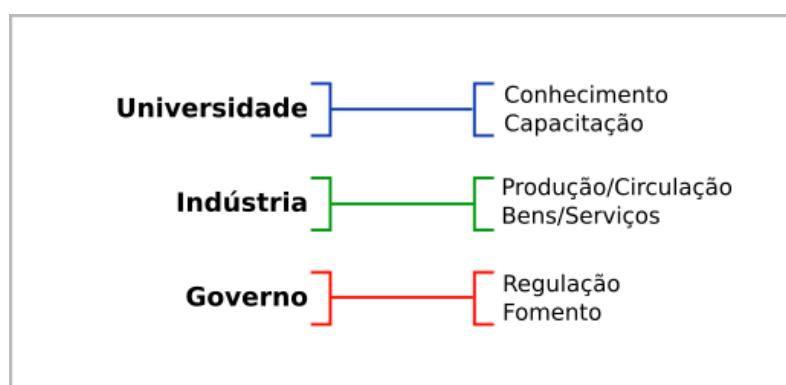 Universidade
Conhecimento
Capacitação
Indústria
Produção/Circulação
Bens/Serviços
Governo
Regulação
Fomento